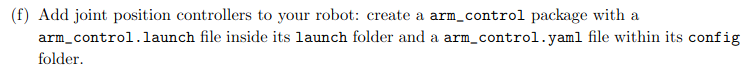 (f) Add joint position controllers to your robot: create a arm_control package with a
arm_control.launch file inside its launch folder and a arm_control.yaml file within its config
folder.